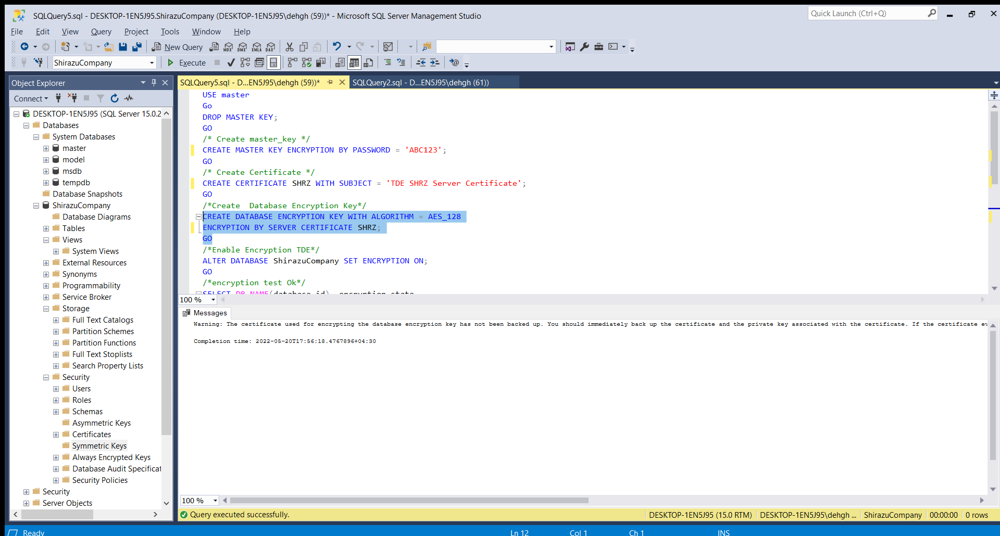 SQLQuery5.sql - DESKTOP-1EN5J95.ShirazuCompany (DESKTOP-1EN5J95\dehgh (59))* - Microsoft SQL Server Management Studio
Quick Launch (Ctrl+Q)
File Edit View Query Project Tools Window Help
New Query MDX DMX XMLA DAX
ShirazuCompany Execute
Object Explorer
Connect
DESKTOP-1EN5J95 (SQL Server 15.0.2
Databases
System Databases
master
model
msdb
tempdb
Database Snapshots
ShirazuCompany
Database Diagrams
Tables
Views
System Views
External Resources
Synonyms
Programmability
Service Broker
Storage
Full Text Catalogs
Partition Schemes
Partition Functions
Full Text Stoplists
Search Property Lists
Security
Users
Roles
Schemas
Asymmetric Keys
Certificates
Symmetric Keys
Always Encrypted Keys
Database Audit Specificat
Security Policies
Security
Server Objects
SQLQuery5.sql - D...EN5J95\dehgh (59))* SQLQuery2.sql - D...EN5J95\dehgh (61))
USE master
Go
DROP MASTER KEY;
GO
/* Create master_key */
CREATE MASTER KEY ENCRYPTION BY PASSWORD = 'ABC123';
GO
/* Create Certificate */
CREATE CERTIFICATE SHRZ WITH SUBJECT = 'TDE SHRZ Server Certificate';
GO
/*Create  Database Encryption Key*/
CREATE DATABASE ENCRYPTION KEY WITH ALGORITHM = AES_128
ENCRYPTION BY SERVER CERTIFICATE SHRZ;
GO
/*Enable Encryption TDE*/
ALTER DATABASE ShirazuCompany SET ENCRYPTION ON;
GO
/*encryption test Ok*/
SELECT DB_NAME(database_id), encryption_state
100 %
Messages
Warning: The certificate used for encrypting the database encryption key has not been backed up. You should immediately back up the certificate and the private key associated with the certificate. If the certificate ev
Completion time: 2022-05-20T17:56:18.4767896+04:30
100 %
Query executed successfully. DESKTOP-1EN5J95 (15.0 RTM) DESKTOP-1EN5J95\dehgh ... ShirazuCompany 00:00:00 0 rows
Ready Ln 12 Col 1 Ch 1 INS